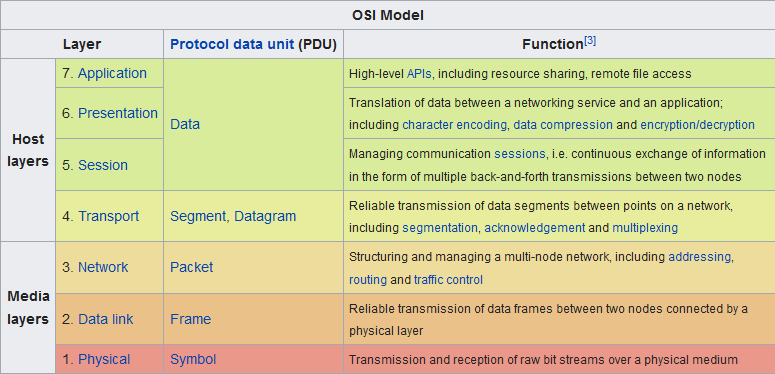 OSI Model
Layer Protocol data unit (PDU) Function[3]
Host layers
7. Application
Data
High-level APIs, including resource sharing, remote file access
6. Presentation
Translation of data between a networking service and an application;
including character encoding, data compression and encryption/decryption
5. Session
Managing communication sessions, i.e. continuous exchange of information
in the form of multiple back-and-forth transmissions between two nodes
4. Transport
Segment, Datagram
Reliable transmission of data segments between points on a network,
including segmentation, acknowledgement and multiplexing
Media layers
3. Network
Packet
Structuring and managing a multi-node network, including addressing,
routing and traffic control
2. Data link
Frame
Reliable transmission of data frames between two nodes connected by a
physical layer
1. Physical
Symbol
Transmission and reception of raw bit streams over a physical medium